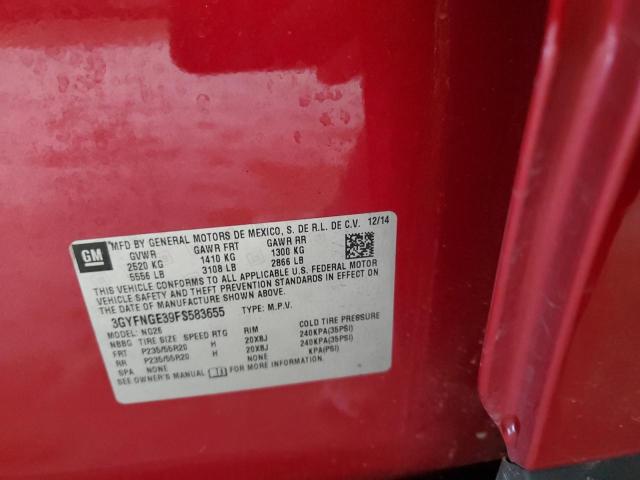 GM
MFD BY GENERAL MOTORS DE MEXICO, S. DE R.L. DE C.V. 12/14
GVWR GAWR FRT GAWR RR
2520 KG 1410 KG 1300 KG
5556 LB 3108 LB 2866 LB
THIS VEHICLE CONFORMS TO ALL APPLICABLE U.S. FEDERAL MOTOR
VEHICLE SAFETY AND THEFT PREVENTION STANDARDS IN EFFECT ON
THE DATE OF MANUFACTURE SHOWN ABOVE.
3GYFNGE39FS583655 TYPE: M.P.V.
MODEL: NG26
NBBG TIRE SIZE SPEED RTG RIM COLD TIRE PRESSURE
FRT P235/55R20 H 20X8J 240KPA(35PSI)
RR P235/55R20 H 20X8J 240KPA(35PSI)
SPA NONE NONE KPA(PSI)
SEE OWNER'S MANUAL FOR MORE INFORMATION.